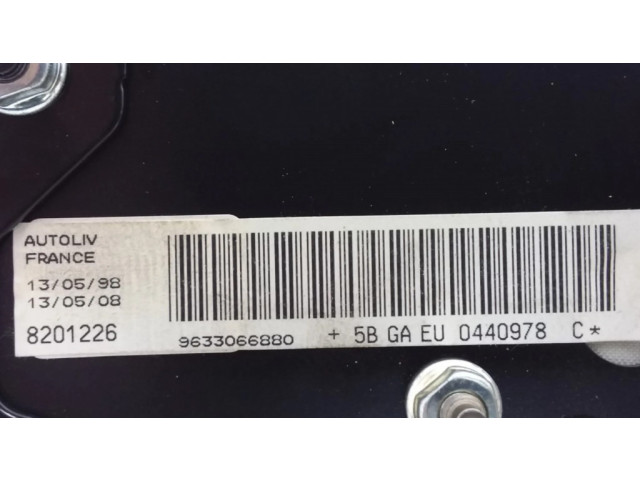 AUTOLIV
FRANCE
13/05/98
13/05/08
8201226
9633066880 + 5B GA EU 0440978 C *